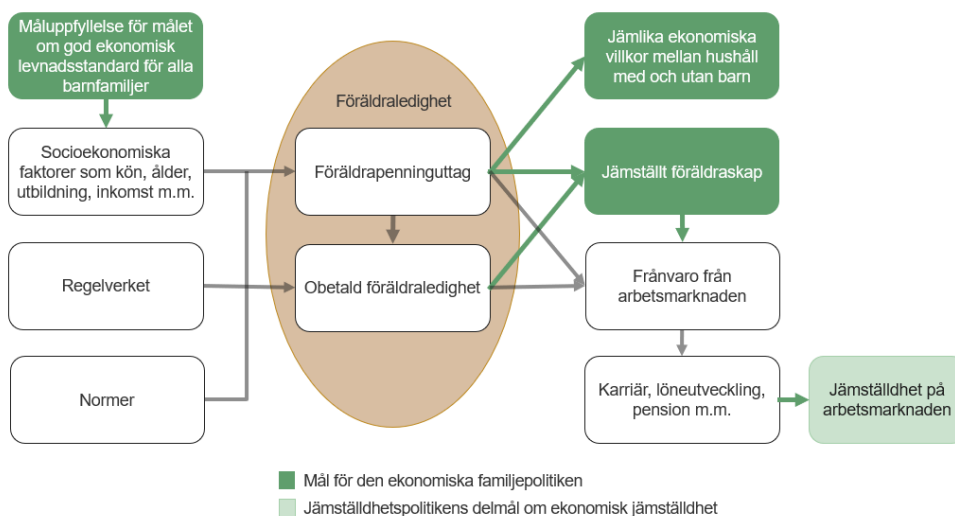 Måluppfyllelse för målet
om god ekonomisk
levnadsstandard för alla
barnfamiljer
Jämlika ekonomiska
villkor mellan hushåll
med och utan barn
Föräldraledighet
Socioekonomiska
faktorer som kön, ålder,
utbildning, inkomst m.m.
Föräldrapenninguttag
Jämställt föräldraskap
Regelverket
Obetald föräldraledighet
Frånvaro från
arbetsmarknaden
Normer
Karriär, löneutveckling,
pension m.m.
Jämställdhet på
arbetsmarknaden
Mål för den ekonomiska familjepolitiken
Jämställdhetspolitikens delmål om ekonomisk jämställdhet